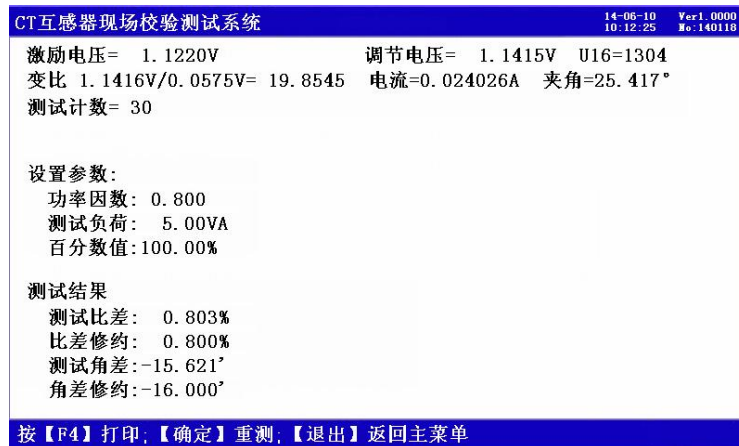 CT互感器现场校验测试系统 14-06-10 Ver1.0000
10:12:25 No:140118
激励电压= 1.1220V 调节电压= 1.1415V U16=1304
变比 1.1416V/0.0575V= 19.8545 电流=0.024026A 夹角=25.417°
测试计数= 30
设置参数:
功率因数: 0.800
测试负荷: 5.00VA
百分数值:100.00%
测试结果
测试比差: 0.803%
比差修约: 0.800%
测试角差:-15.621′
角差修约:-16.000′
按【F4】打印;【确定】重测;【退出】返回主菜单